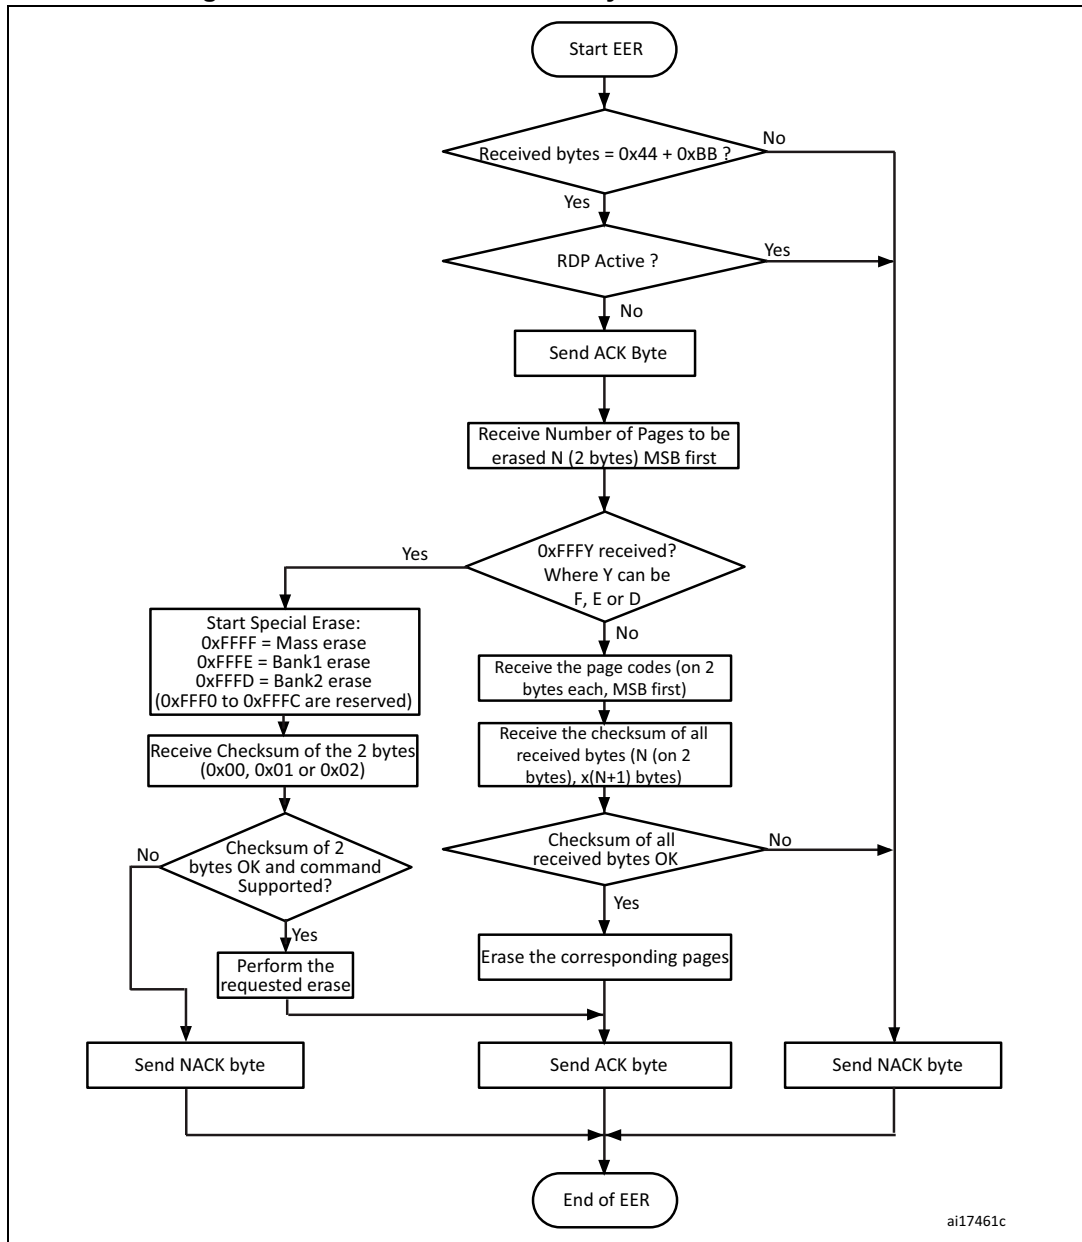 Start EER
No
Received bytes = 0x44 + 0xBB ?
Yes
RDP Active ?
Yes
No
Send ACK Byte
Receive Number of Pages to be
erased N (2 bytes) MSB first
Yes
0xFFFY received?
Where Y can be
F, E or D
No
Start Special Erase:
0xFFFF = Mass erase
0xFFFE = Bank1 erase
0xFFFD = Bank2 erase
(0xFFF0 to 0xFFFC are reserved)
Receive the page codes (on 2
bytes each, MSB first)
Receive Checksum of the 2 bytes
(0x00, 0x01 or 0x02)
Receive the checksum of all
received bytes (N (on 2
bytes), x(N+1) bytes)
No
Checksum of 2
bytes OK and command
Supported?
Checksum of all
received bytes OK
No
Yes
Yes
Perform the
requested erase
Erase the corresponding pages
Send NACK byte
Send ACK byte
Send NACK byte
End of EER
ai17461c